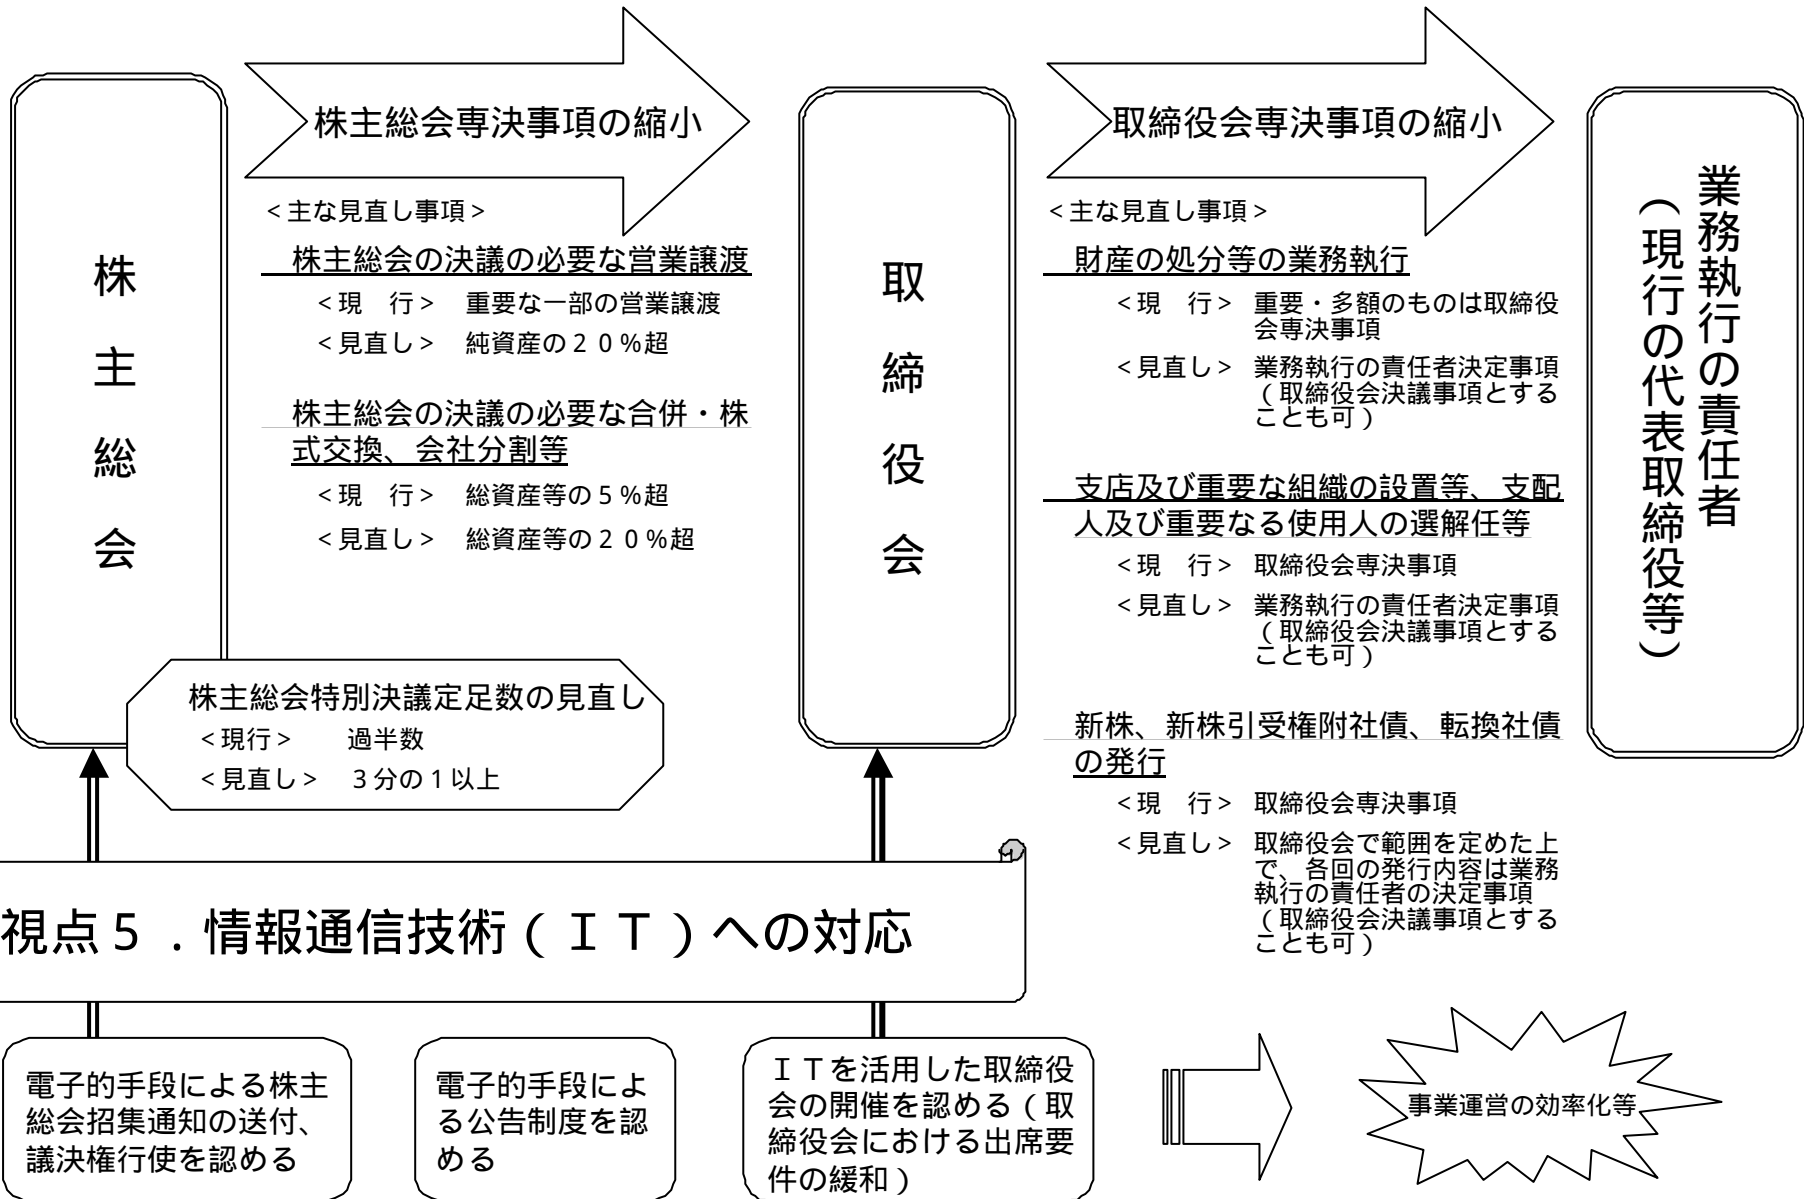 株主総会
株主総会専決事項の縮小
<主な見直し事項>
株主総会の決議の必要な営業譲渡
<現　行>　重要な一部の営業譲渡
<見直し>　純資産の２０％超
株主総会の決議の必要な合併・株
式交換、会社分割等
<現　行>　総資産等の５％超
<見直し>　総資産等の２０％超
株主総会特別決議定足数の見直し
<現行>　過半数
<見直し>　３分の１以上
取締役会
取締役会専決事項の縮小
<主な見直し事項>
財産の処分等の業務執行
<現　行>　重要・多額のものは取締役
会専決事項
<見直し>　業務執行の責任者決定事項
（取締役会決議事項とする
ことも可）
支店及び重要な組織の設置等、支配
人及び重要なる使用人の選解任等
<現　行>　取締役会専決事項
<見直し>　業務執行の責任者決定事項
（取締役会決議事項とする
ことも可）
新株、新株引受権附社債、転換社債
の発行
<現　行>　取締役会専決事項
<見直し>　取締役会で範囲を定めた上
で、各回の発行内容は業務
執行の責任者の決定事項
（取締役会決議事項とする
ことも可）
業務執行の責任者
（現行の代表取締役等）
視点５．情報通信技術（ＩＴ）への対応
電子的手段による株主
総会招集通知の送付、
議決権行使を認める
電子的手段によ
る公告制度を認
める
ＩＴを活用した取締役
会の開催を認める（取
締役会における出席要
件の緩和）
事業運営の効率化等